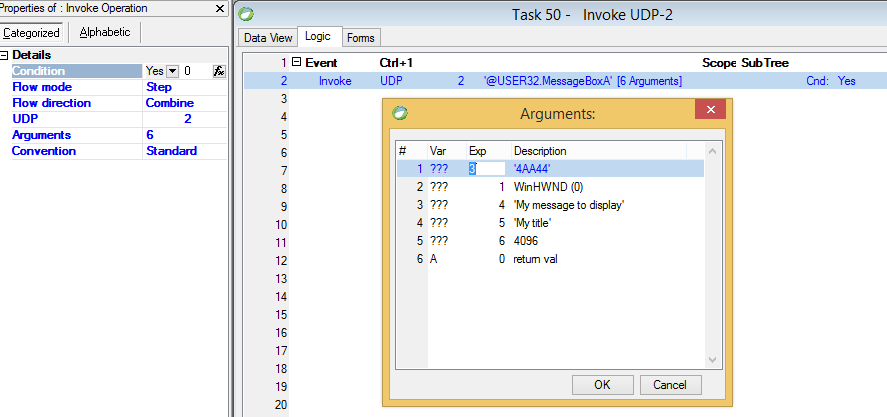 Properties of : Invoke Operation
Categorized Alphabetic
Details
Condition Yes 0 fx
Flow mode Step
Flow direction Combine
UDP 2
Arguments 6
Convention Standard
Task 50 - Invoke UDP-2
Data View Logic Forms
1 Event Ctrl+1 Scope SubTree
2 Invoke UDP 2 '@USER32.MessageBoxA' [6 Arguments] Cnd: Yes
3
4
5
6
7
8
9
10
11
12
13
14
15
16
17
18
19
20
Arguments:
# Var Exp Description
1 ??? 3 '4AA44'
2 ??? 1 WinHWND (0)
3 ??? 4 'My message to display'
4 ??? 5 'My title'
5 ??? 6 4096
6 A 0 return val
OK Cancel